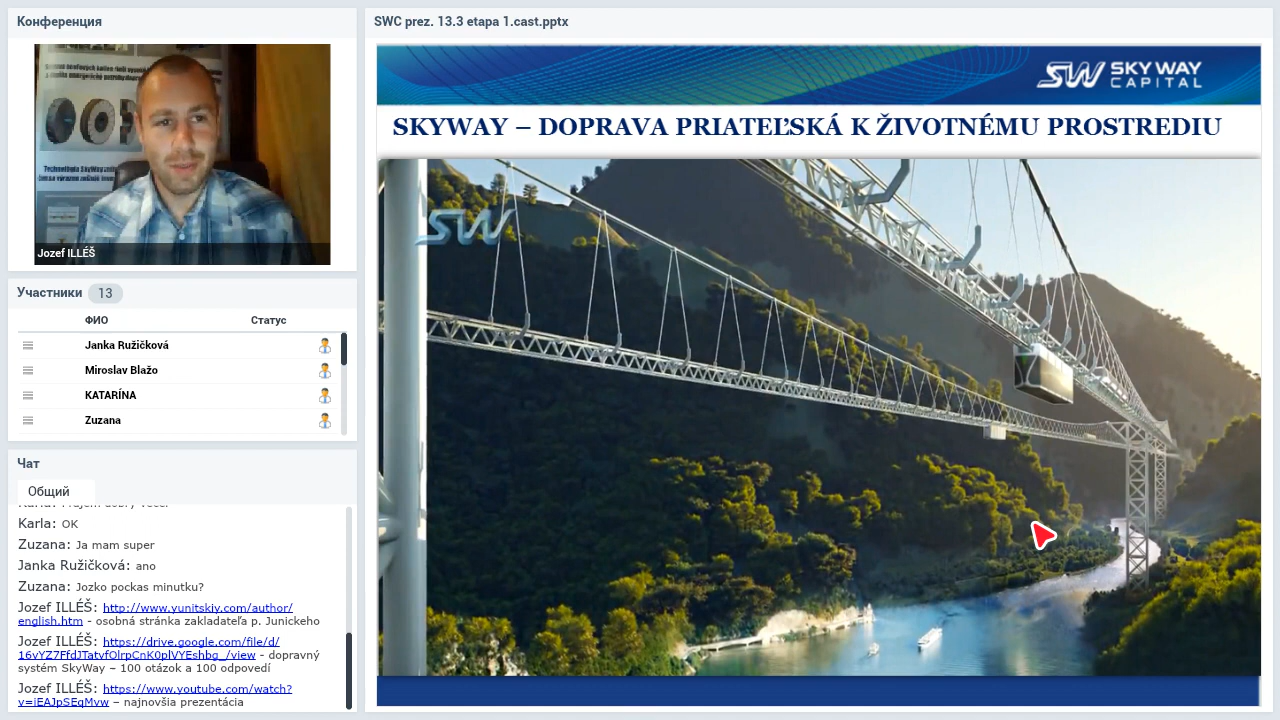 Конференция
Jozef ILLÉŠ
Участники 13
ФИО Статус
Janka Ružičková
Miroslav Blažo
KATARÍNA
Zuzana
Чат
Общий
Karla: OK
Zuzana: Ja mam super
Janka Ružičková: ano
Zuzana: Jozko pockas minutku?
Jozef ILLÉŠ: http://www.yunitskiy.com/author/
english.htm - osobná stránka zakladateľa p. Junickeho
Jozef ILLÉŠ: https://drive.google.com/file/d/
- dopravný
systém SkyWay – 100 otázok a 100 odpovedí
Jozef ILLÉŠ: https://www.youtube.com/watch?
v=iEAJpSEqMvw – najnovšia prezentácia
SWC prez. 13.3 etapa 1.cast.pptx
SW SKY WAY
CAPITAL
SKYWAY – DOPRAVA PRIATEĽSKÁ K ŽIVOTNÉMU PROSTREDIU
SW